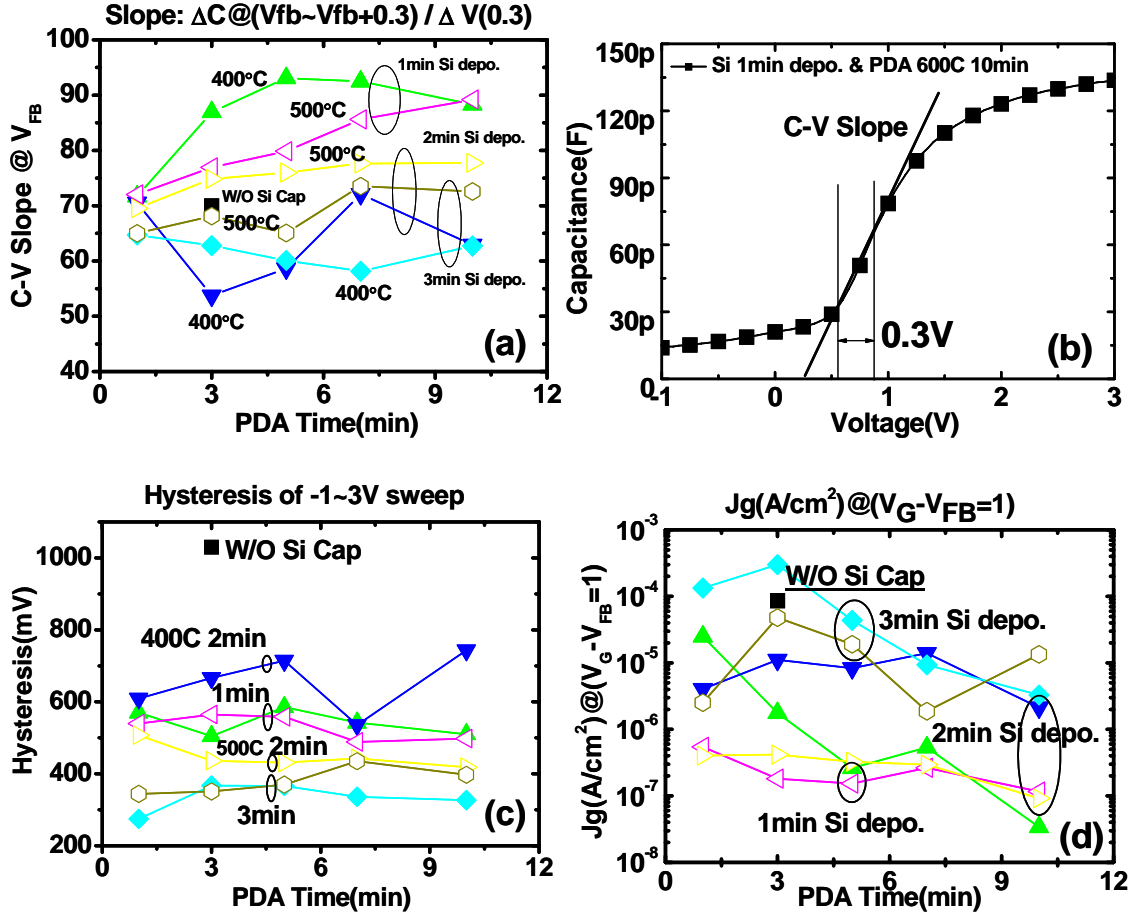 Slope: ΔC@(Vfb~Vfb+0.3) / Δ V(0.3)
C-V Slope @ VFB
100
90
80
70
60
50
40
0
3
6
9
12
PDA Time(min)
400°C
1min Si depo.
500°C
2min Si depo.
500°C
W/O Si Cap
500°C
3min Si depo.
400°C
400°C
(a)
Capacitance(F)
150p
120p
90p
60p
30p
0
-1
0
1
2
3
Voltage(V)
Si 1min depo. & PDA 600C 10min
C-V Slope
0.3V
(b)
Hysteresis of -1~3V sweep
Hysteresis(mV)
1000
800
600
400
200
0
3
6
9
12
PDA Time(min)
W/O Si Cap
400C 2min
1min
500C 2min
3min
(c)
Jg(A/cm²)@(VG-VFB=1)
Jg(A/cm²)@(VG-VFB=1)
10-3
10-4
10-5
10-6
10-7
10-8
0
3
6
9
12
PDA Time(min)
W/O Si Cap
3min Si depo.
2min Si depo.
1min Si depo.
(d)